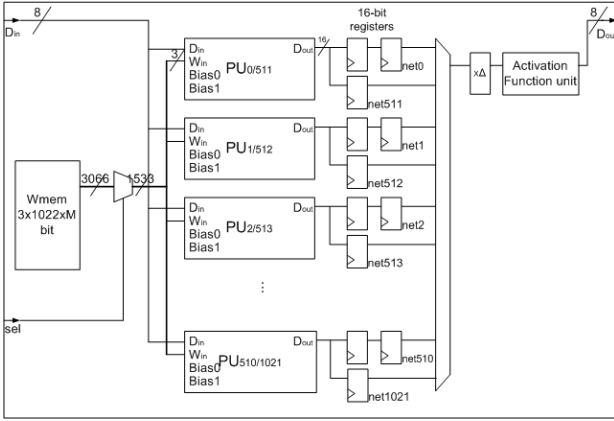 8
Din
16-bit
registers
8
Dou
Din
Win
Bias0
Bias1
PU0/511
Dout
16
3
net0
net511
x∆
Activation
Function unit
Din
Win
Bias0
Bias1
PU1/512
Dout
net1
net512
Wmem
3x1022xM
bit
3066
1533
Din
Win
Bias0
Bias1
PU2/513
Dout
net2
net513
...
sel
Din
Win
Bias0
Bias1
PU510/1021
Dout
net510
net1021